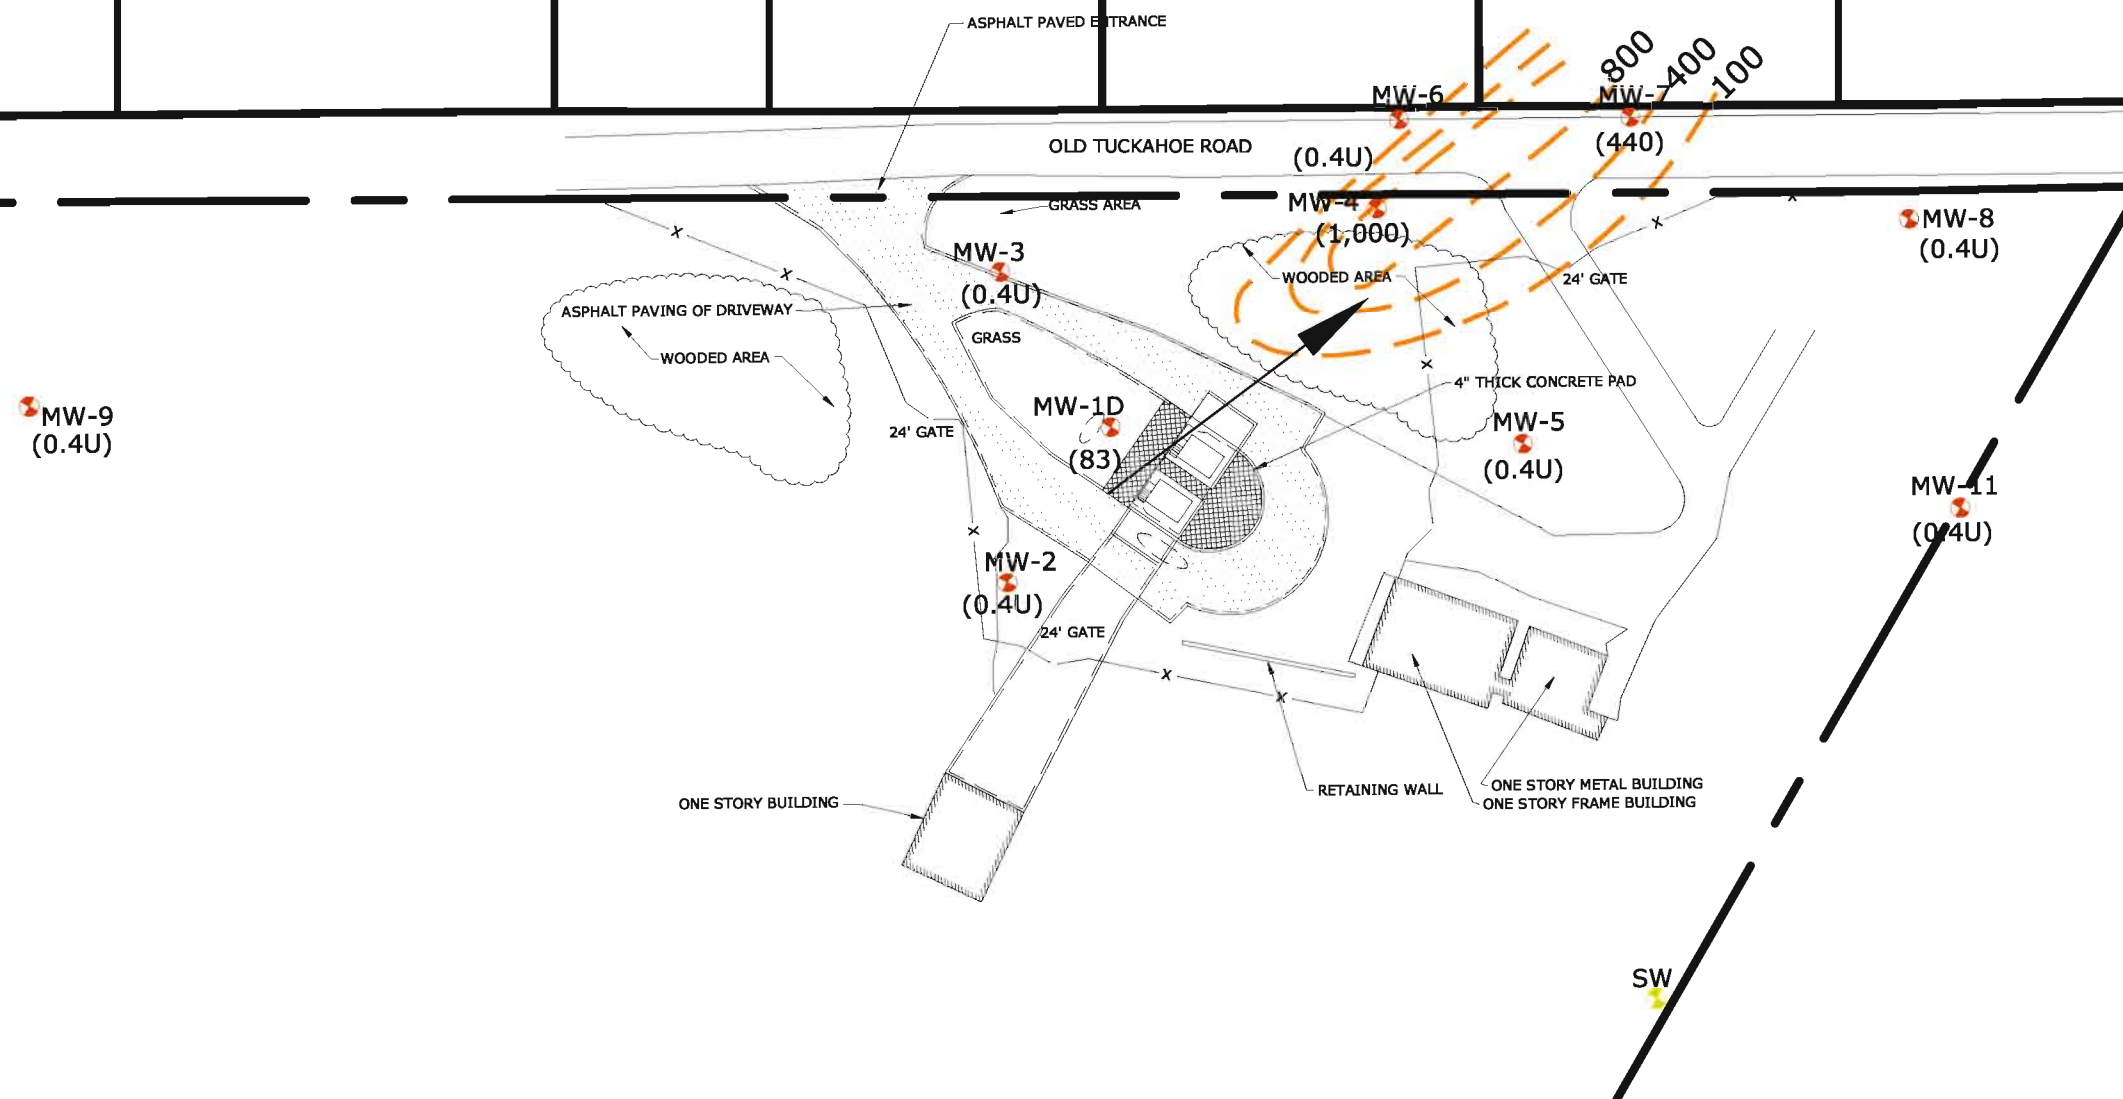 ASPHALT PAVED ENTRANCE
800
400
100
MW-6
MW-7
OLD TUCKAHOE ROAD
(0.4U)
(440)
GRASS AREA
MW-4
(1,000)
MW-8
(0.4U)
X
X
X
MW-3
(0.4U)
X
WOODED AREA
24' GATE
ASPHALT PAVING OF DRIVEWAY
GRASS
WOODED AREA
X
4" THICK CONCRETE PAD
MW-9
(0.4U)
MW-1D
(83)
24' GATE
MW-5
(0.4U)
MW-11
(0.4U)
X
MW-2
(0.4U)
24' GATE
X
X
RETAINING WALL
ONE STORY METAL BUILDING
ONE STORY FRAME BUILDING
ONE STORY BUILDING
SW